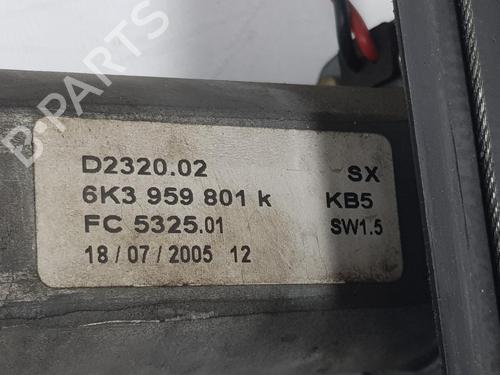 D2320.02 SX
6K3 959 801 k KB5
FC 5325.01 SW1.5
18 / 07 / 2005 12
D-PARTS